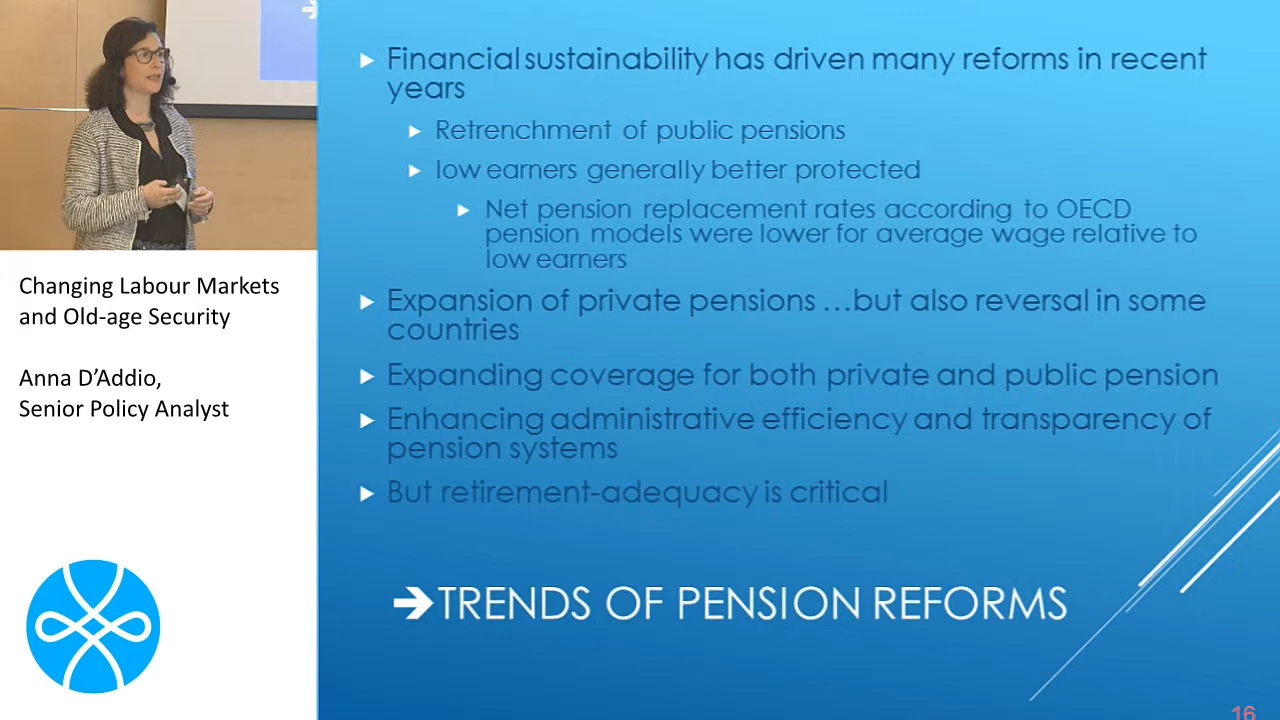 Financial sustainability has driven many reforms in recent
years
Retrenchment of public pensions
low earners generally better protected
Net pension replacement rates according to OECD
pension models were lower for average wage relative to
low earners
Expansion of private pensions …but also reversal in some
countries
Expanding coverage for both private and public pension
Enhancing administrative efficiency and transparency of
pension systems
But retirement-adequacy is critical
➔TRENDS OF PENSION REFORMS
16
Changing Labour Markets
and Old-age Security
Anna D’Addio,
Senior Policy Analyst